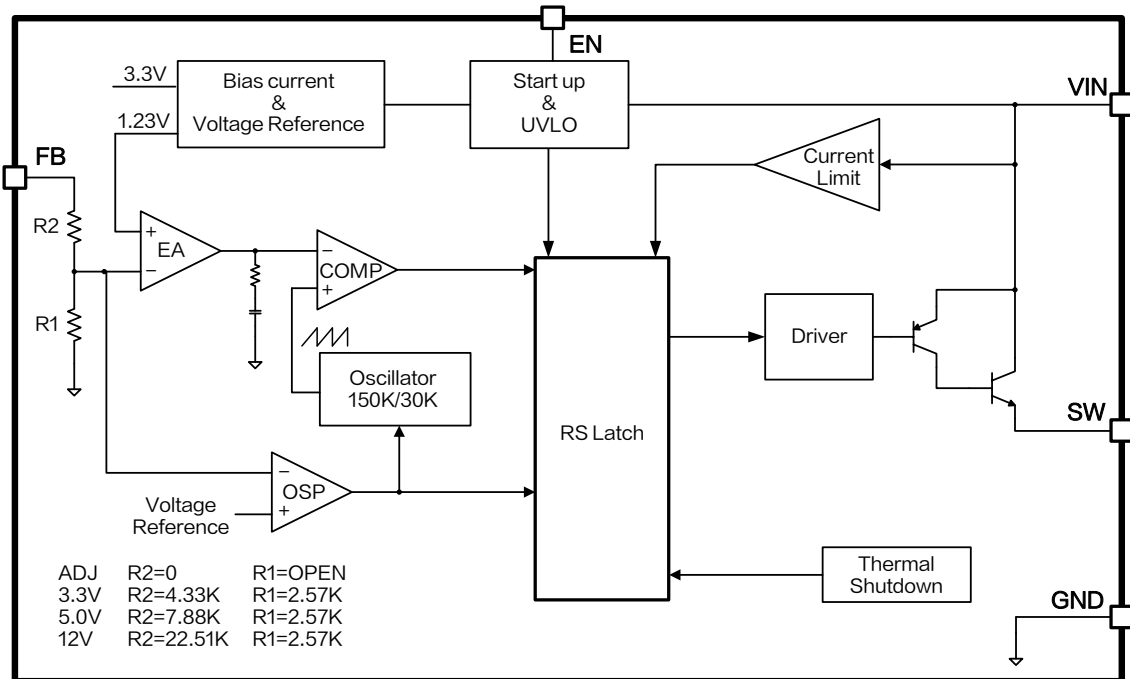 EN
3.3V
Bias current
&
Voltage Reference
Start up
&
UVLO
VIN
1.23V
FB
Current
Limit
R2
+
EA
−
−
COMP
+
R1
Oscillator
150K/30K
Driver
RS Latch
SW
−
OSP
+
Voltage
Reference
Thermal
Shutdown
ADJ R2=0 R1=OPEN
3.3V R2=4.33K R1=2.57K
5.0V R2=7.88K R1=2.57K
12V R2=22.51K R1=2.57K
GND